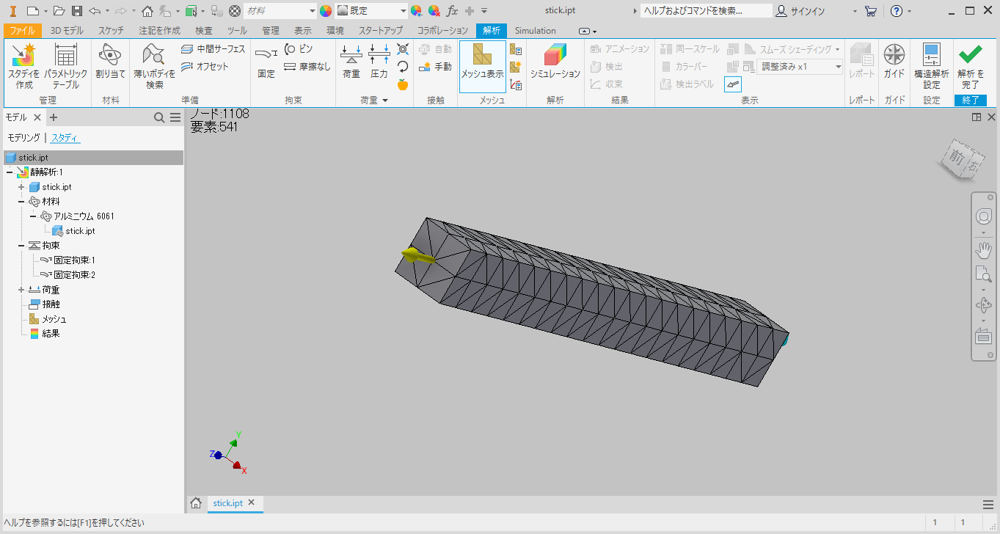 材料
既定
fx
stick.ipt
ヘルプおよびコマンドを検索...
サインイン
ファイル 3D モデル スケッチ 注記を作成 検査 ツール 管理 表示 環境 スタートアップ コラボレーション 解析 Simulation
スタディを作成
パラメトリック テーブル
管理
割り当て
材料
薄いボディを検索
中間サーフェス
オフセット
準備
固定
ピン
摩擦なし
拘束
荷重
圧力
荷重
自動
手動
接触
メッシュ表示
メッシュ
シミュレーション
解析
アニメーション
検出
収束
結果
同一スケール
カラーバー
検出ラベル
スムーズ シェーディング
調整済み x1
表示
レポート
レポート
ガイド
ガイド
構造解析 設定
設定
解析 を 完了
終了
モデル
モデリング | スタディ
stick.ipt
静解析:1
stick.ipt
材料
アルミニウム 6061
stick.ipt
拘束
固定拘束:1
固定拘束:2
荷重
接触
メッシュ
結果
ノード:1108
要素:541
前 右
Y
Z
X
stick.ipt
ヘルプを参照するには[F1]を押してください
1 1